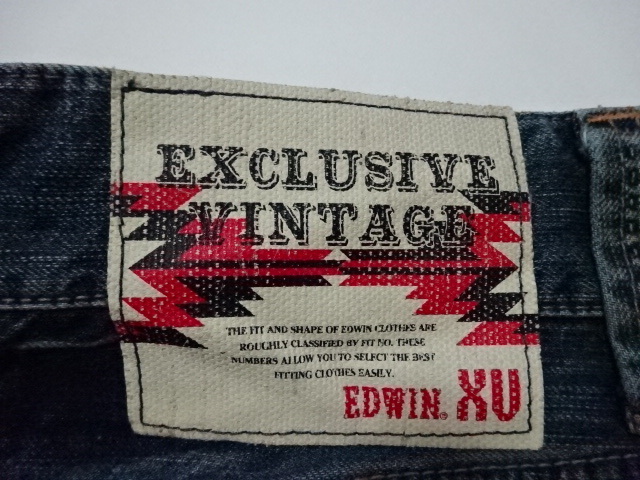 EXCLUSIVE
VINTAGE
THE FIT AND SHAPE OF EDWIN CLOTHES ARE
ROUGHLY CLASSIFIED BY FIT NO. THESE
NUMBERS ALLOW YOU TO SELECT THE BEST
FITTING CLOTHES EASILY.
EDWIN® XV